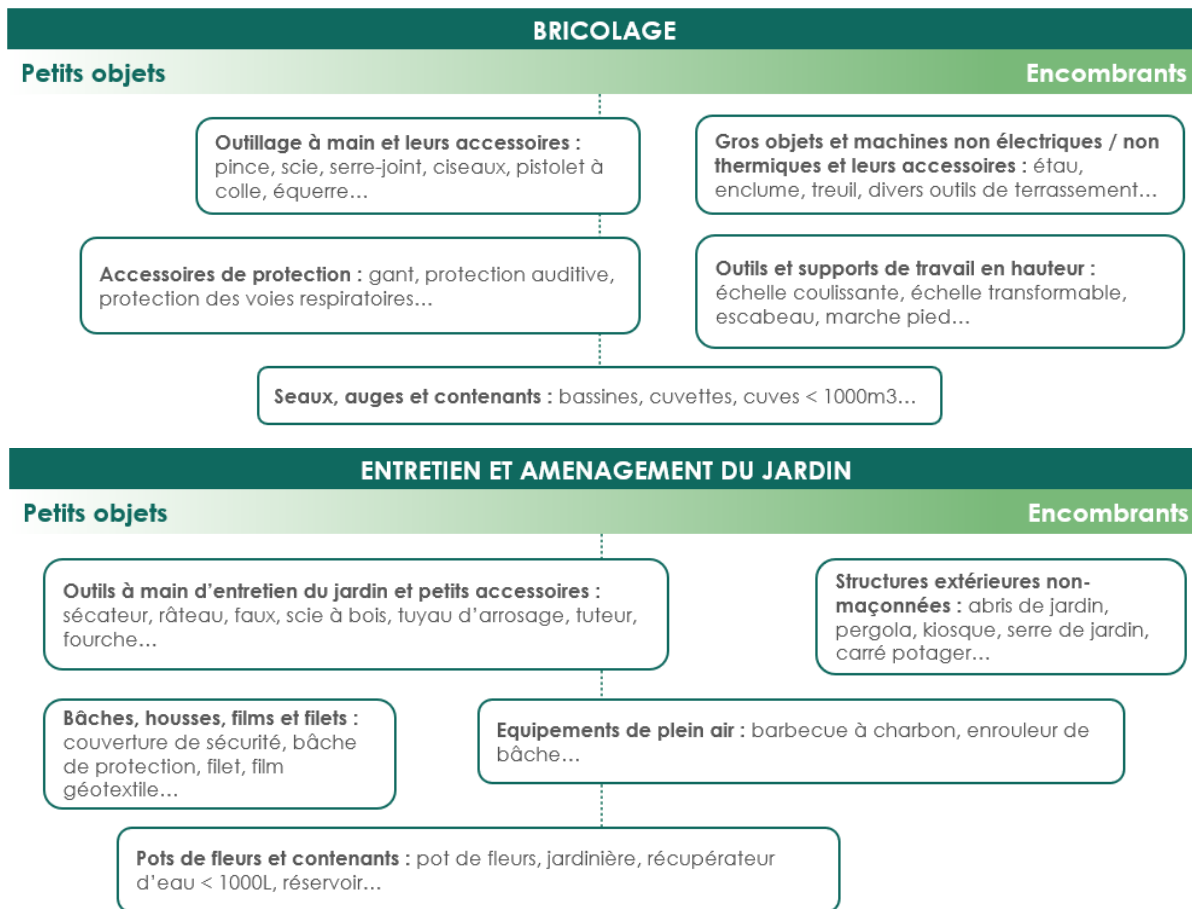 BRICOLAGE
Petits objets
Encombrants
Outillage à main et leurs accessoires :
pince, scie, serre-joint, ciseaux, pistolet à
colle, équerre…
Gros objets et machines non électriques / non
thermiques et leurs accessoires : étau,
enclume, treuil, divers outils de terrassement…
Accessoires de protection : gant, protection auditive,
protection des voies respiratoires…
Outils et supports de travail en hauteur :
échelle coulissante, échelle transformable,
escabeau, marche pied…
Seaux, auges et contenants : bassines, cuvettes, cuves < 1000m3…
ENTRETIEN ET AMENAGEMENT DU JARDIN
Petits objets
Encombrants
Outils à main d’entretien du jardin et petits accessoires :
sécateur, râteau, faux, scie à bois, tuyau d’arrosage, tuteur,
fourche…
Structures extérieures non-
maçonnées : abris de jardin,
pergola, kiosque, serre de jardin,
carré potager…
Bâches, housses, films et filets :
couverture de sécurité, bâche
de protection, filet, film
géotextile…
Equipements de plein air : barbecue à charbon, enrouleur de
bâche…
Pots de fleurs et contenants : pot de fleurs, jardinière, récupérateur
d’eau < 1000L, réservoir…